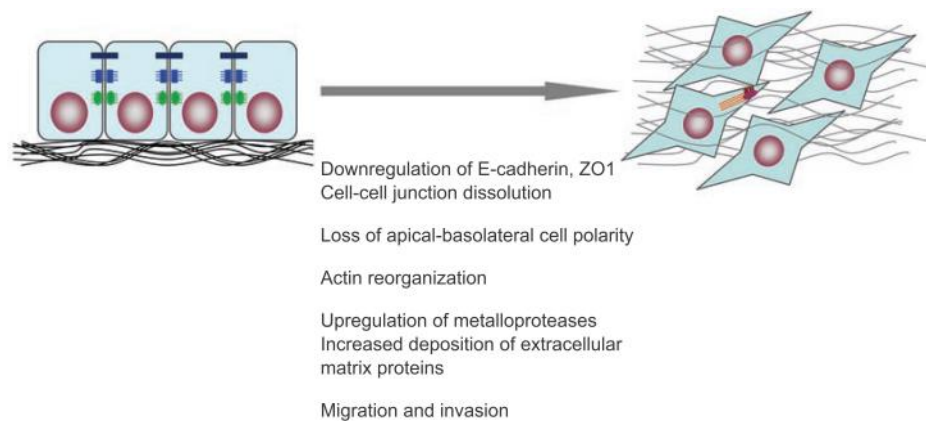 Downregulation of E-cadherin, ZO1
Cell-cell junction dissolution
Loss of apical-basolateral cell polarity
Actin reorganization
Upregulation of metalloproteases
Increased deposition of extracellular
matrix proteins
Migration and invasion